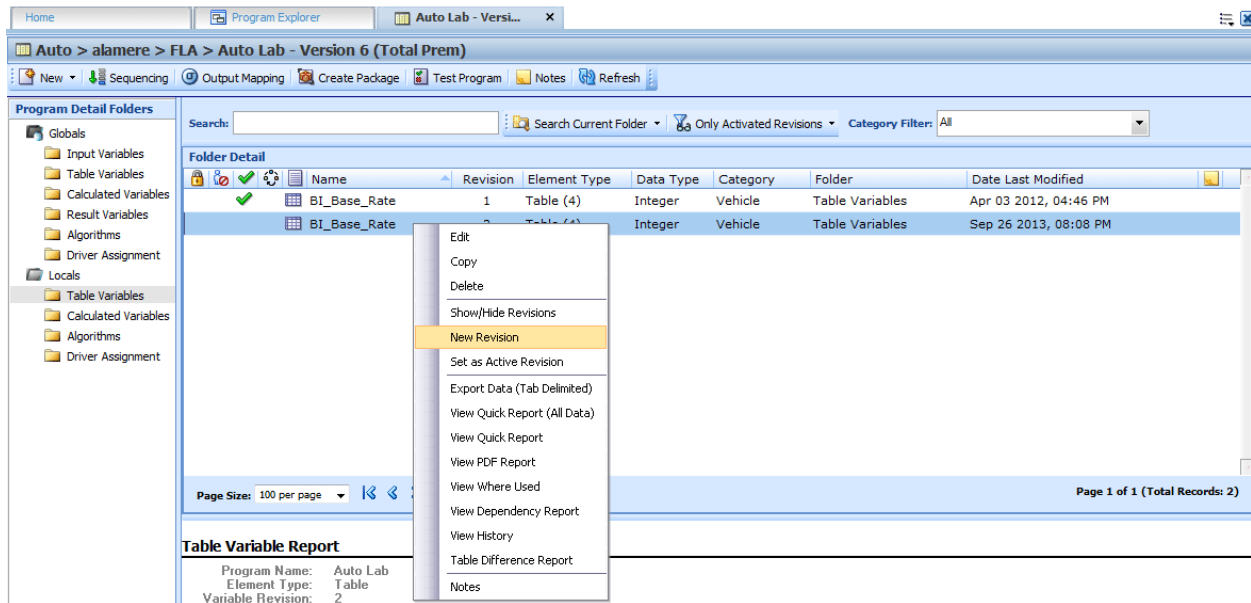 Home
Program Explorer
Auto Lab - Versi...
Auto > alamere > FLA > Auto Lab - Version 6 (Total Prem)
New Sequencing Output Mapping Create Package Test Program Notes Refresh
Program Detail Folders
Globals
Input Variables
Table Variables
Calculated Variables
Result Variables
Algorithms
Driver Assignment
Locals
Table Variables
Calculated Variables
Algorithms
Driver Assignment
Search: Search Current Folder Only Activated Revisions Category Filter: All
Folder Detail
Name Revision Element Type Data Type Category Folder Date Last Modified
BI_Base_Rate 1 Table (4) Integer Vehicle Table Variables Apr 03 2012, 04:46 PM
BI_Base_Rate 2 Table (4) Integer Vehicle Table Variables Sep 26 2013, 08:08 PM
Edit
Copy
Delete
Show/Hide Revisions
New Revision
Set as Active Revision
Export Data (Tab Delimited)
View Quick Report (All Data)
View Quick Report
View PDF Report
View Where Used
View Dependency Report
View History
Table Difference Report
Notes
Page Size: 100 per page
Page 1 of 1 (Total Records: 2)
Table Variable Report
Program Name: Auto Lab
Element Type: Table
Variable Revision: 2